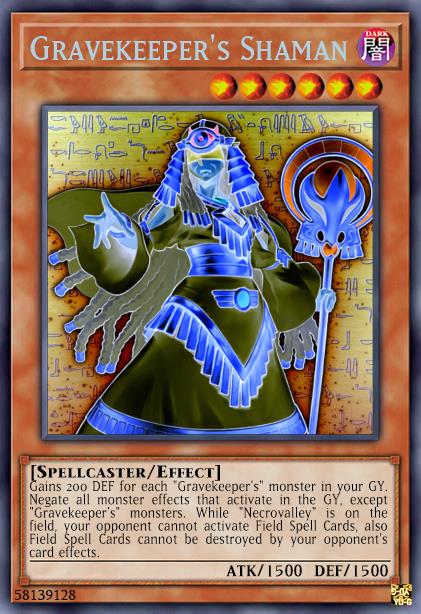 GRAVEKEEPER'S SHAMAN
DARK
闇
[SPELLCASTER/EFFECT]
Gains 200 DEF for each "Gravekeeper's" monster in your GY.
Negate all monster effects that activate in the GY, except
"Gravekeeper's" monsters. While "Necrovalley" is on the
field, your opponent cannot activate Field Spell Cards, also
Field Spell Cards cannot be destroyed by your opponent's
card effects.
ATK/1500 DEF/1500
58139128